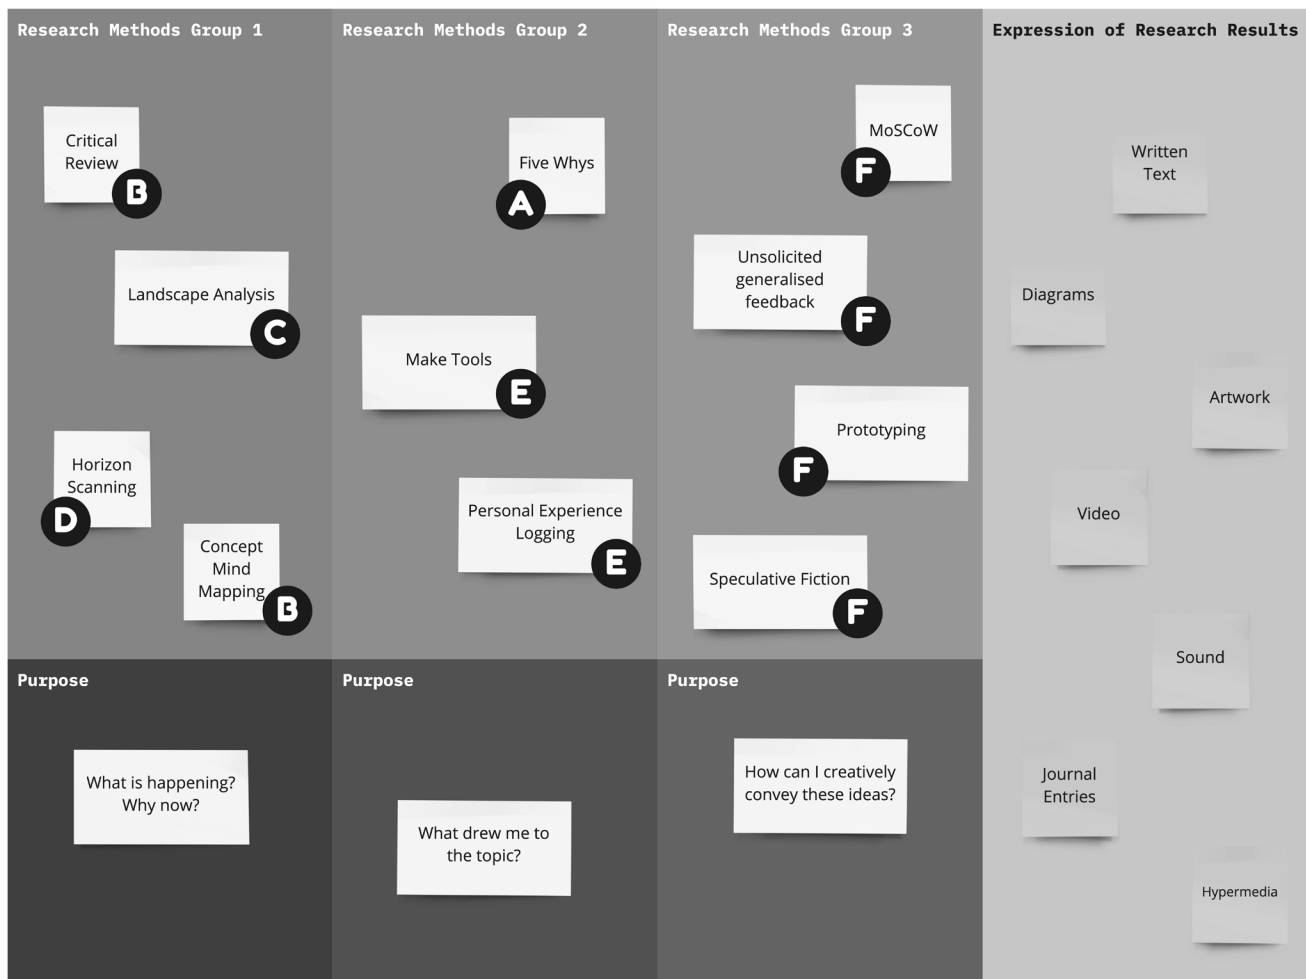 Research Methods Group 1
Critical
Review
B
Landscape Analysis
C
Horizon
Scanning
D
Concept
Mind
Mapping
B
Purpose
What is happening?
Why now?
Research Methods Group 2
Five Whys
A
Make Tools
E
Personal Experience
Logging
E
Purpose
What drew me to
the topic?
Research Methods Group 3
MoSCoW
F
Unsolicited
generalised
feedback
F
Prototyping
F
Speculative Fiction
F
Purpose
How can I creatively
convey these ideas?
Expression of Research Results
Written
Text
Diagrams
Artwork
Video
Sound
Journal
Entries
Hypermedia